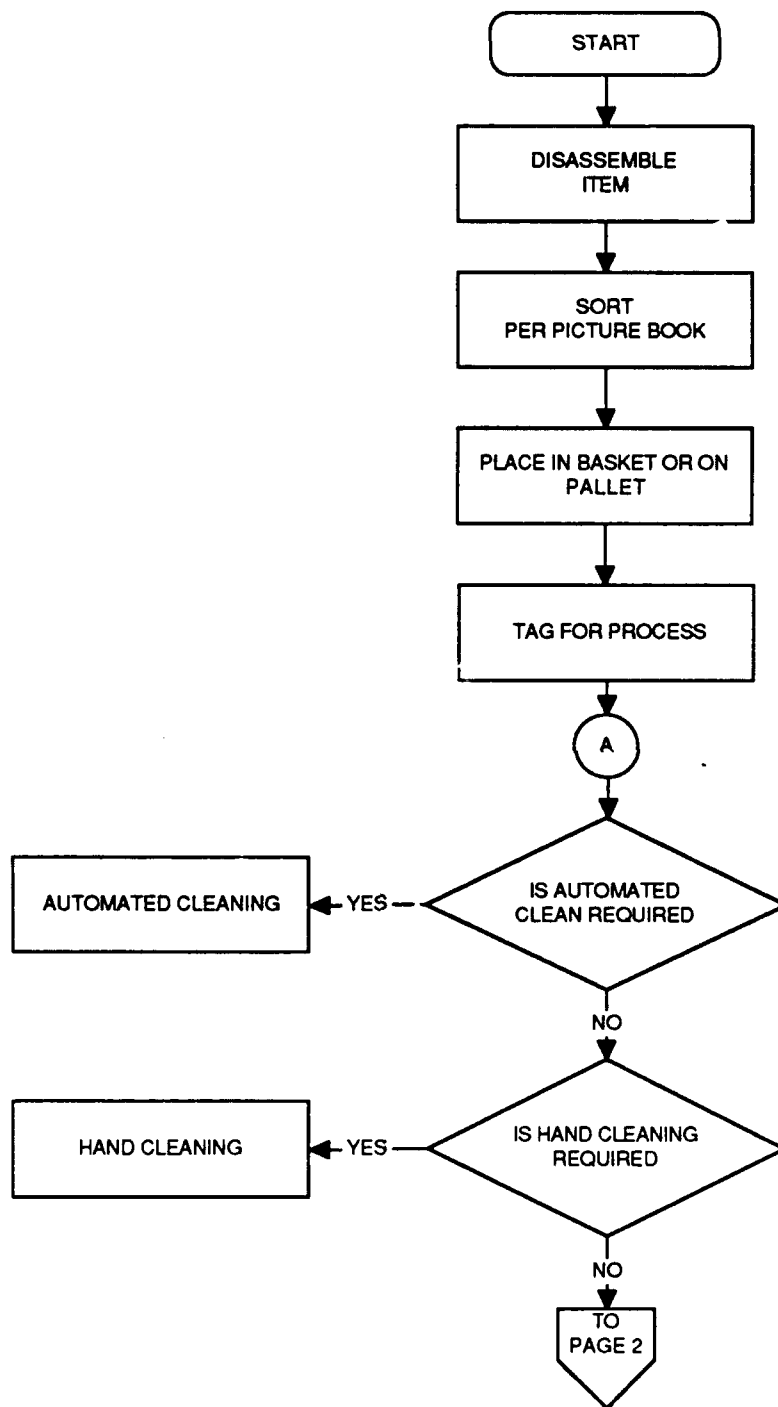 START
DISASSEMBLE
ITEM
SORT
PER PICTURE BOOK
PLACE IN BASKET OR ON
PALLET
TAG FOR PROCESS
A
IS AUTOMATED
CLEAN REQUIRED
YES
AUTOMATED CLEANING
NO
IS HAND CLEANING
REQUIRED
YES
HAND CLEANING
NO
TO
PAGE 2